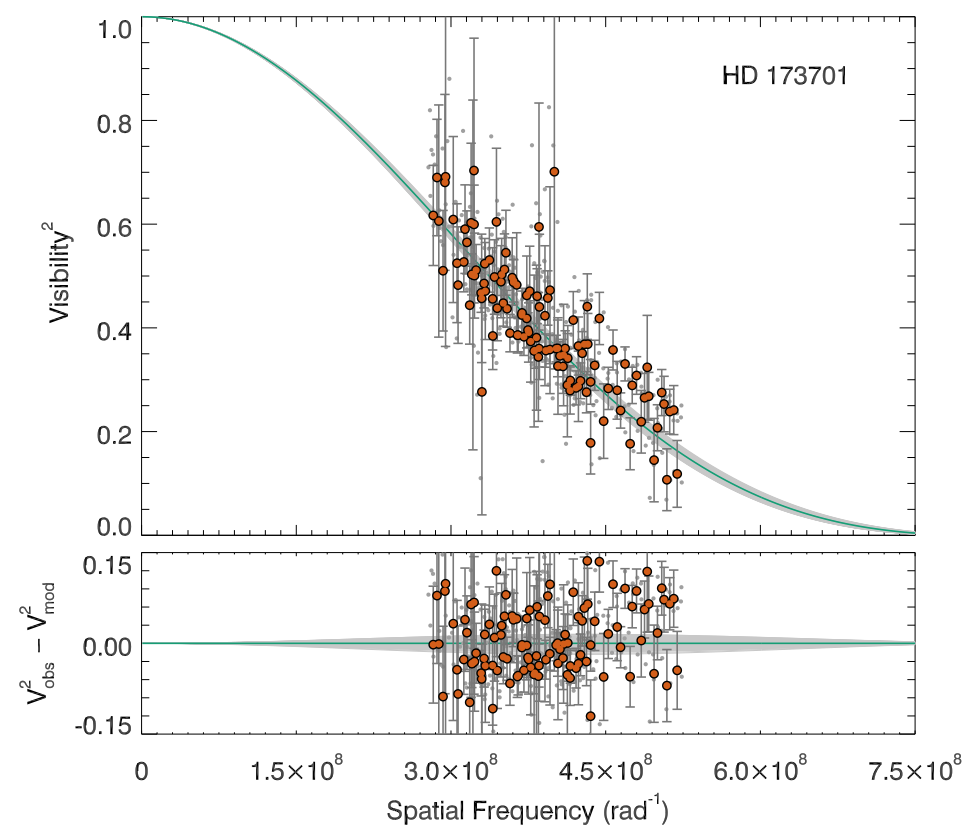 HD 173701
1.0
0.8
0.6
0.4
0.2
0.0
Visibility²
0.15
0.00
-0.15
V²obs − V²mod
0 1.5×10⁸ 3.0×10⁸ 4.5×10⁸ 6.0×10⁸ 7.5×10⁸
Spatial Frequency (rad⁻¹)